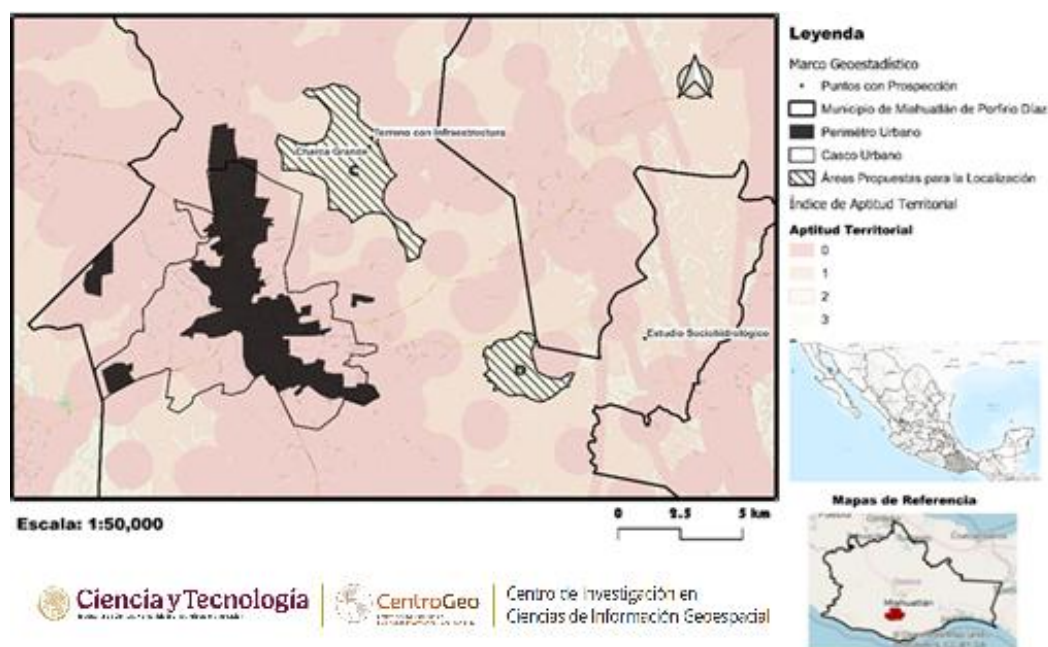 Terreno con Infraestructura
Charca Grande
C
Estudio Sociohidrológico
D
Leyenda
Marco Geoestadístico
Puntos con Prospección
Municipio de Miahuatlán de Porfirio Díaz
Perimétro Urbano
Casco Urbano
Áreas Propuestas para la Localización
Índice de Aptitud Territorial
Aptitud Territorial
0
1
2
3
Escala: 1:50,000
0 2.5 5 km
Mapas de Referencia
Oaxaca
Miahuatlán
Ciencia y Tecnología
CentroGeo
Centro de Investigación en
Ciencias de Información Geoespacial